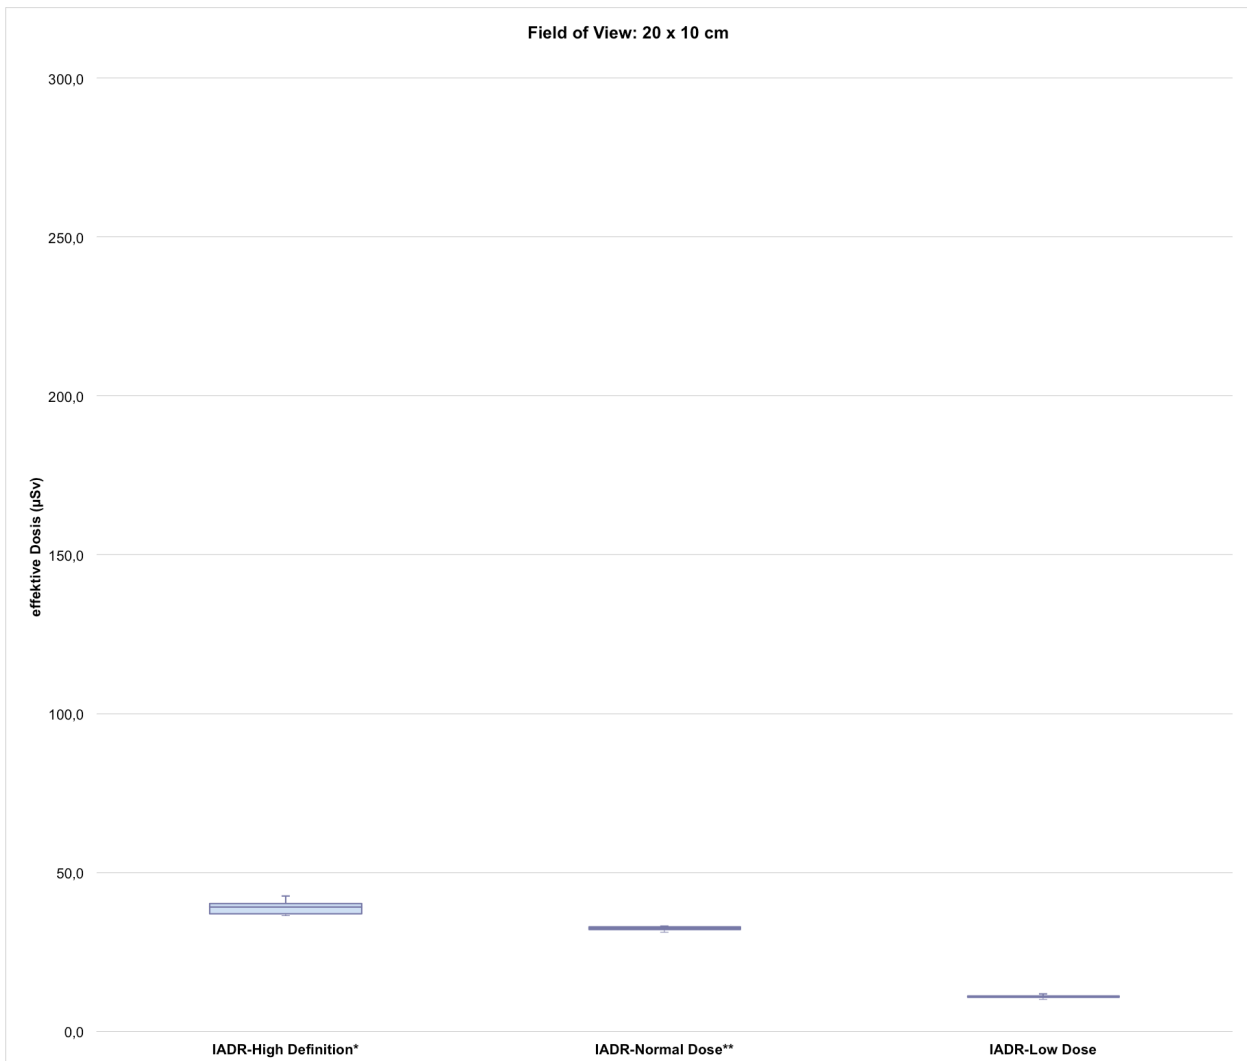 Field of View: 20 x 10 cm
300,0
250,0
200,0
150,0
100,0
50,0
0,0
effektive Dosis (µSv)
IADR-High Definition*
IADR-Normal Dose**
IADR-Low Dose